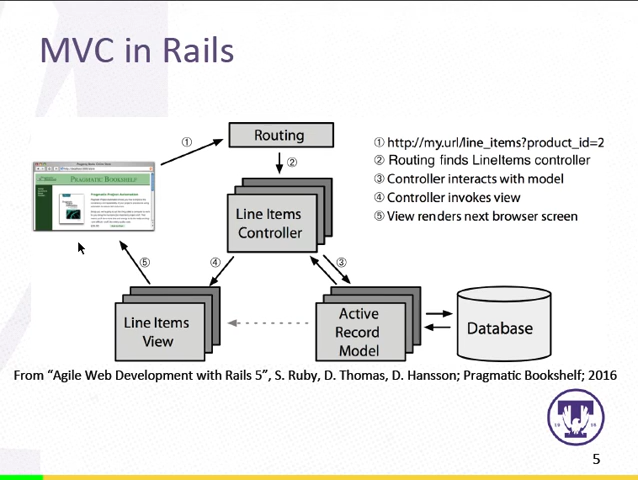 MVC in Rails
①
Routing
②
PRAGMATIC BOOKSHELF
Line Items
Controller
① http://my.url/line_items?product_id=2
② Routing finds LineItems controller
③ Controller interacts with model
④ Controller invokes view
⑤ View renders next browser screen
⑤
④
③
Line Items
View
Active
Record
Model
Database
From “Agile Web Development with Rails 5”, S. Ruby, D. Thomas, D. Hansson; Pragmatic Bookshelf; 2016
T
5